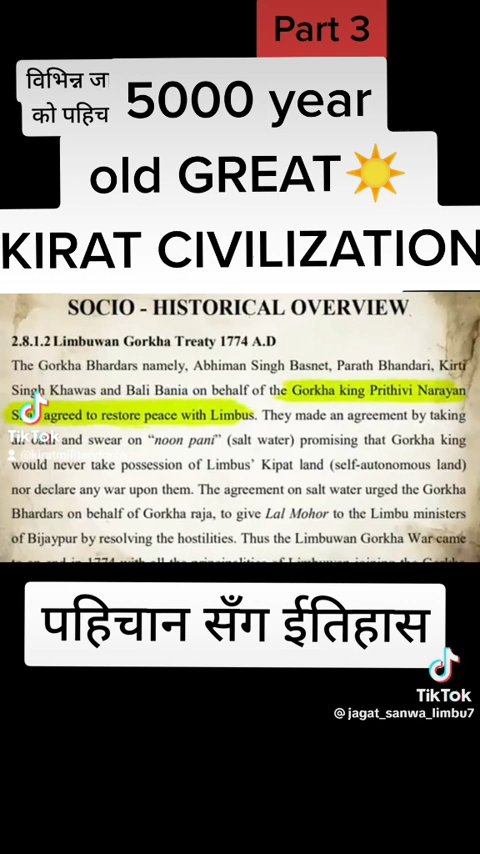 Part 3
विभिन्न जा
को पहिच
5000 year
old GREAT☀️
KIRAT CIVILIZATION
SOCIO - HISTORICAL OVERVIEW
2.8.1.2 Limbuwan Gorkha Treaty 1774 A.D
The Gorkha Bhardars namely, Abhiman Singh Basnet, Parath Bhandari, Kirti
Singh Khawas and Bali Bania on behalf of the Gorkha king Prithivi Narayan
agreed to restore peace with Limbus. They made an agreement by taking
and swear on “noon pani” (salt water) promising that Gorkha king
would never take possession of Limbus’ Kipat land (self-autonomous land)
nor declare any war upon them. The agreement on salt water urged the Gorkha
Bhardars on behalf of Gorkha raja, to give Lal Mohor to the Limbu ministers
of Bijaypur by resolving the hostilities. Thus the Limbuwan Gorkha War came
TikTok
पहिचान सँग ईतिहास
TikTok
@jagat_sanwa_limbu7